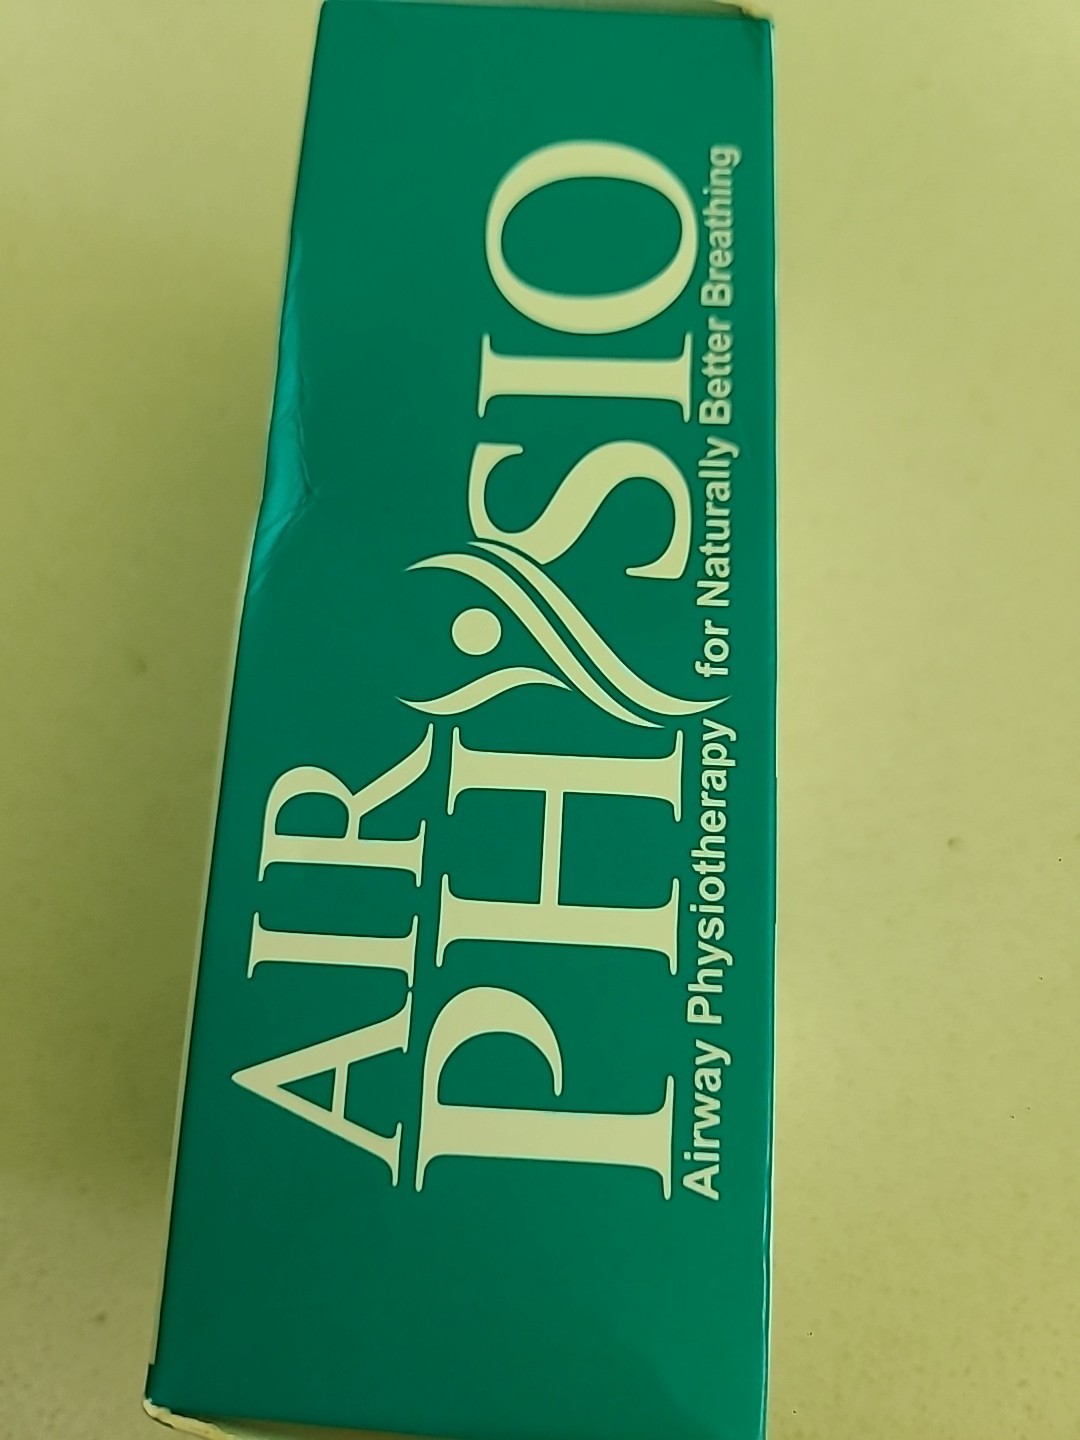 AIR
PHYSIO
Airway Physiotherapy for Naturally Better Breathing